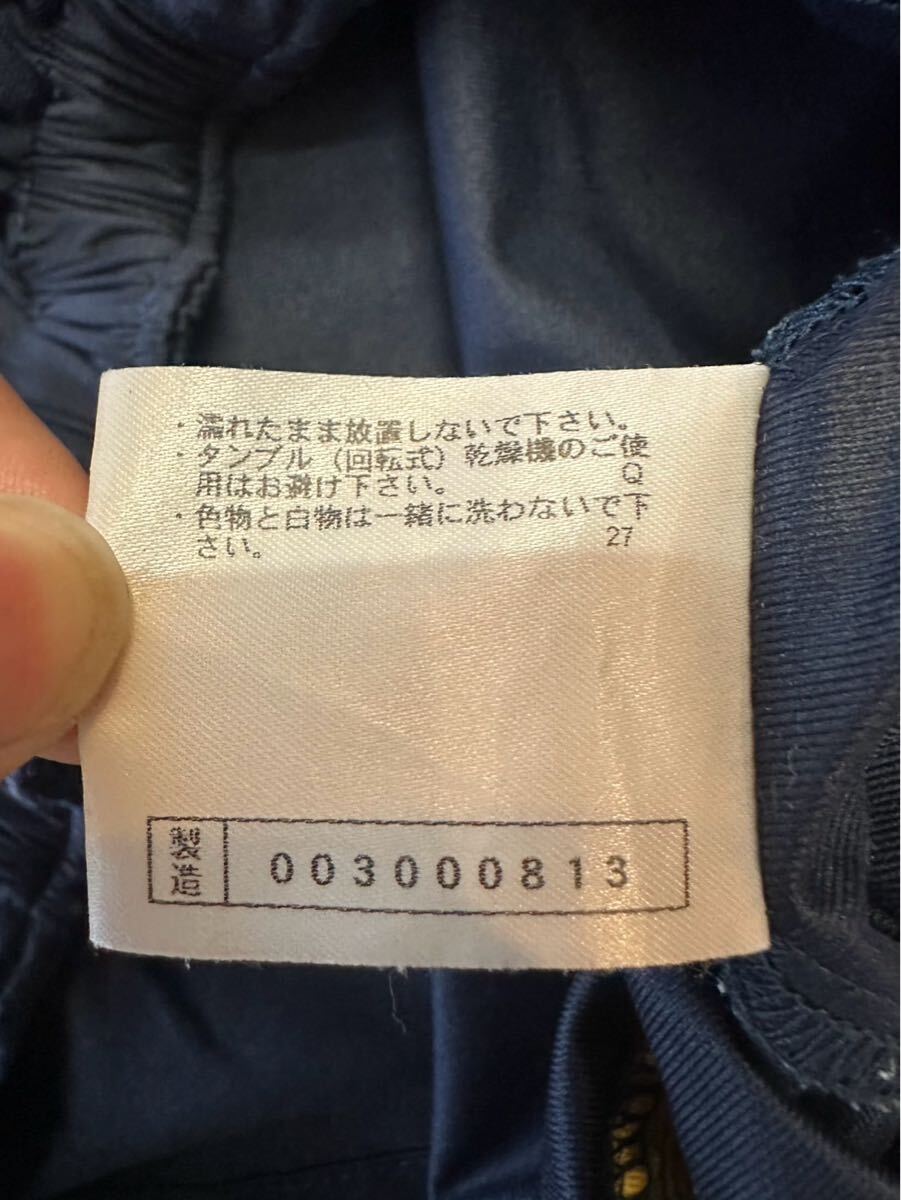 ・濡れたまま放置しないで下さい。
・タンブル（回転式）乾燥機のご使
用はお避け下さい。
Q
・色物と白物は一緒に洗わないで下
さい。
27
製造
003000813